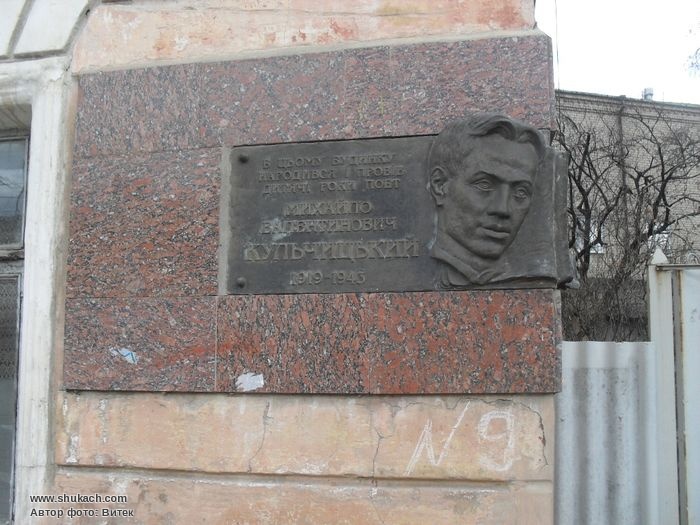 В ЦЬОМУ БУДИНКУ
НАРОДИВСЯ І ПРОВІВ
ДИТЯЧІ РОКИ ПОЕТ
МИХАЙЛО
ВАЛЕНТИНОВИЧ
КУЛЬЧИЦЬКИЙ
1919-1943
№ 9
www.shukach.com
Автор фото: Витек